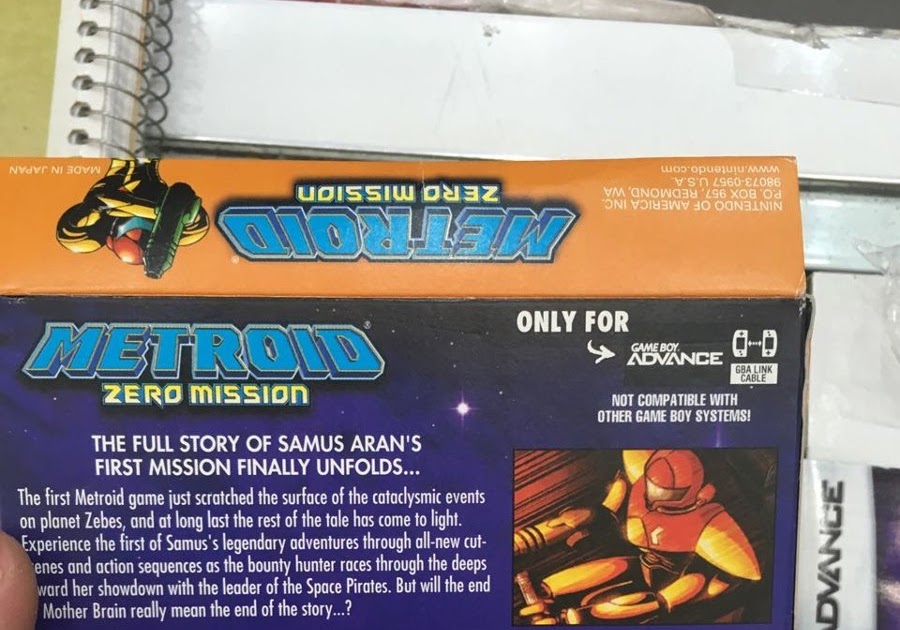 MADE IN JAPAN
METROID®
ZERO MISSION
NINTENDO OF AMERICA INC.
P.O. BOX 957, REDMOND, WA
98073-0957 U.S.A.
www.nintendo.com
METROID®
ZERO MISSION
ONLY FOR
GAME BOY
ADVANCE
GBA LINK
CABLE
NOT COMPATIBLE WITH
OTHER GAME BOY SYSTEMS!
THE FULL STORY OF SAMUS ARAN'S
FIRST MISSION FINALLY UNFOLDS...
The first Metroid game just scratched the surface of the cataclysmic events
on planet Zebes, and at long last the rest of the tale has come to light.
Experience the first of Samus's legendary adventures through all-new cut-
enes and action sequences as the bounty hunter races through the deeps
ward her showdown with the leader of the Space Pirates. But will the end
Mother Brain really mean the end of the story...?
DVANCE